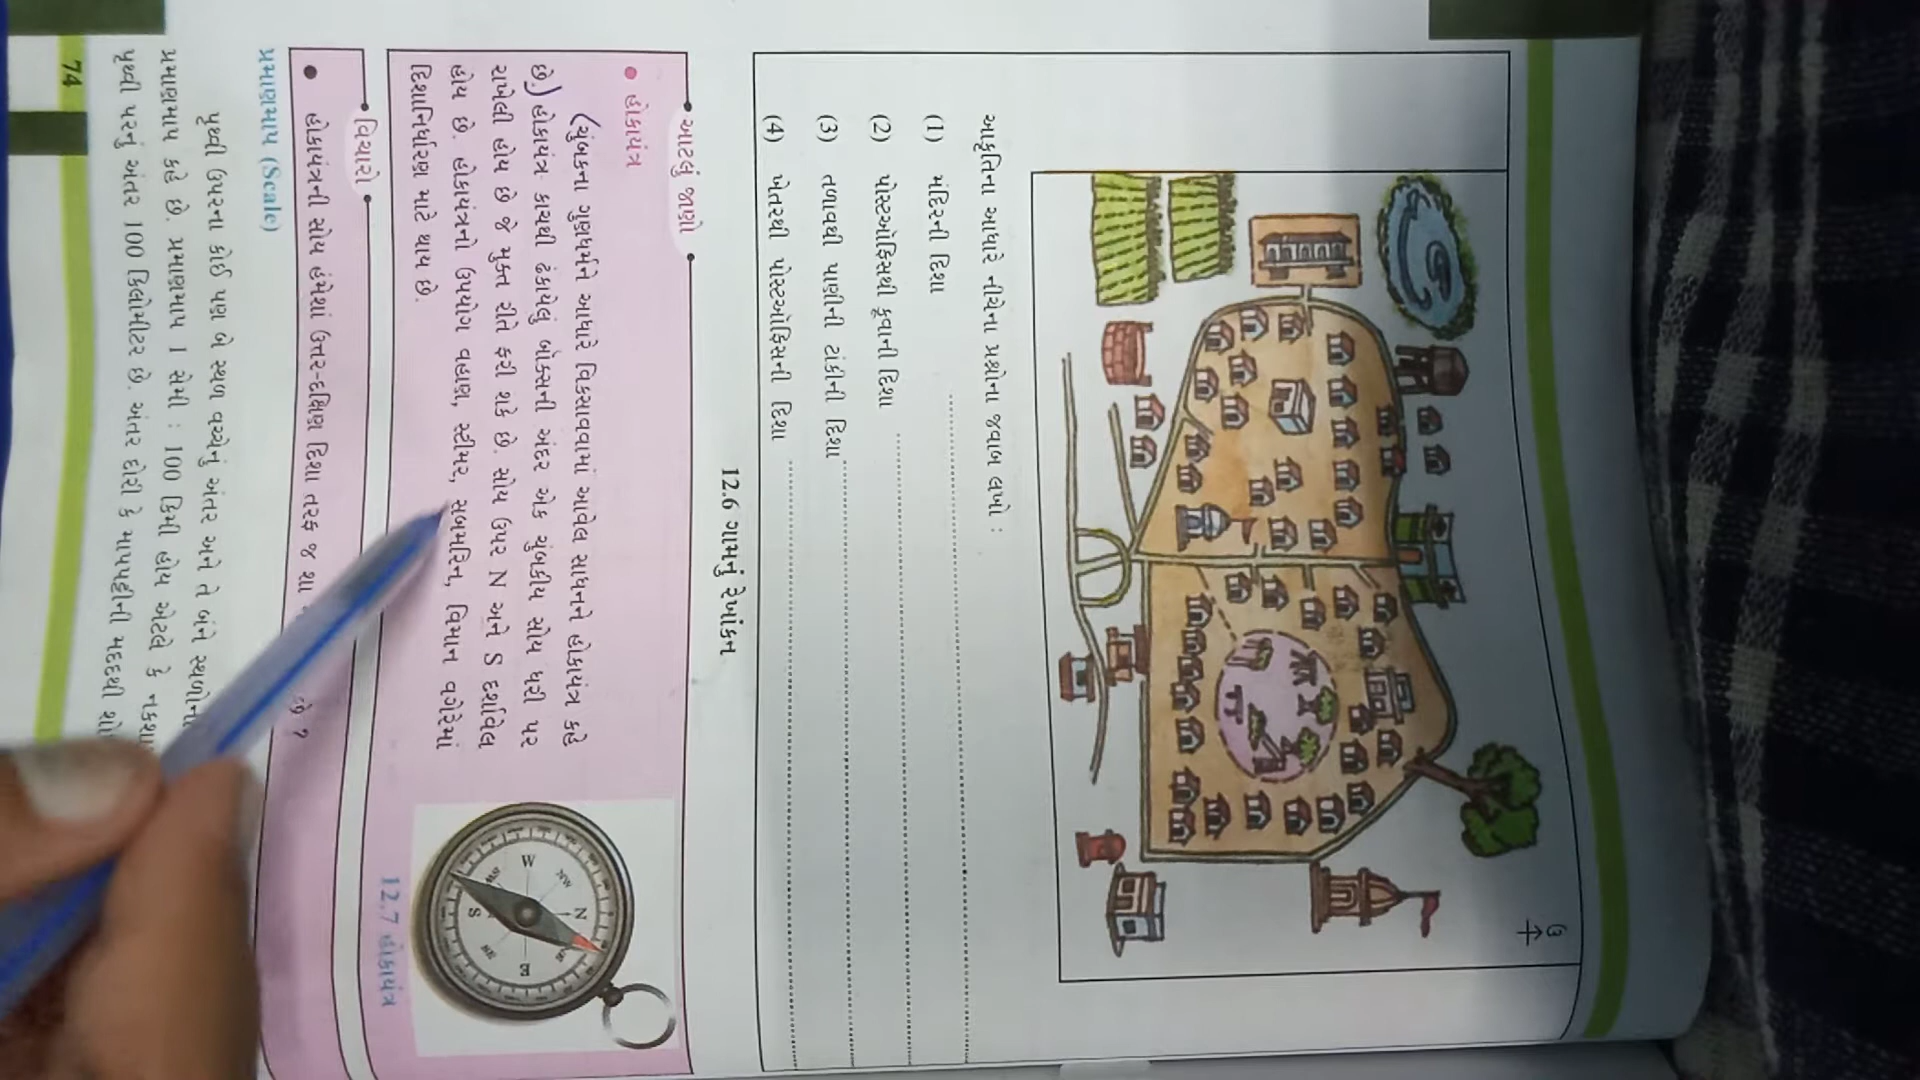 ઉ
12.6 ગામનું રેખાંકન
આકૃતિના આધારે નીચેના પ્રશ્નોના જવાબ લખો :
(1) મંદિરની દિશા
(2) પોસ્ટઑફિસથી કૂવાની દિશા
(3) તળાવથી પાણીની ટાંકીની દિશા
(4) ખેતરથી પોસ્ટઑફિસની દિશા
આટલું જાણો
• હોકાયંત્ર
(ચુંબકના ગુણધર્મને આધારે વિકસાવવામાં આવેલ સાધનને હોકાયંત્ર કહે
છે.) હોકાયંત્ર કાચથી ઢંકાયેલું બોક્સની અંદર એક ચુંબકીય સોય ધરી પર
રાખેલી હોય છે જે મુક્ત રીતે ફરી શકે છે. સોય ઉપર N અને S દર્શાવેલ
હોય છે. હોકાયંત્રનો ઉપયોગ વહાણ, સ્ટીમર, સબમરિન, વિમાન વગેરેમાં
દિશાનિર્ધારણ માટે થાય છે.
N
NW
W
S
E
12.7 હોકાયંત્ર
વિચારો
• હોકાયંત્રની સોય હંમેશાં ઉત્તર-દક્ષિણ દિશા તરફ જ શા છે ?
પ્રમાણમાપ (Scale)
પૃથ્વી ઉપરના કોઈ પણ બે સ્થળ વચ્ચેનું અંતર અને તે બંને સ્થળોના
પ્રમાણમાપ કહે છે. પ્રમાણમાપ 1 સેમી : 100 કિમી હોય એટલે કે નકશા
પૃથ્વી પરનું અંતર 100 કિલોમીટર છે. અંતર દોરી કે માપપટ્ટીની મદદથી શો
74